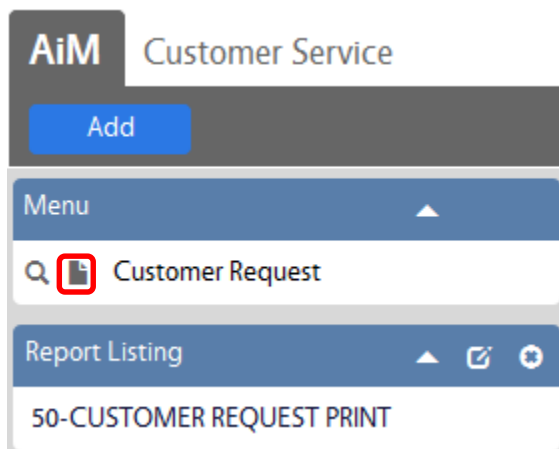 AiM Customer Service
Add
Menu
Customer Request
Report Listing
50-CUSTOMER REQUEST PRINT